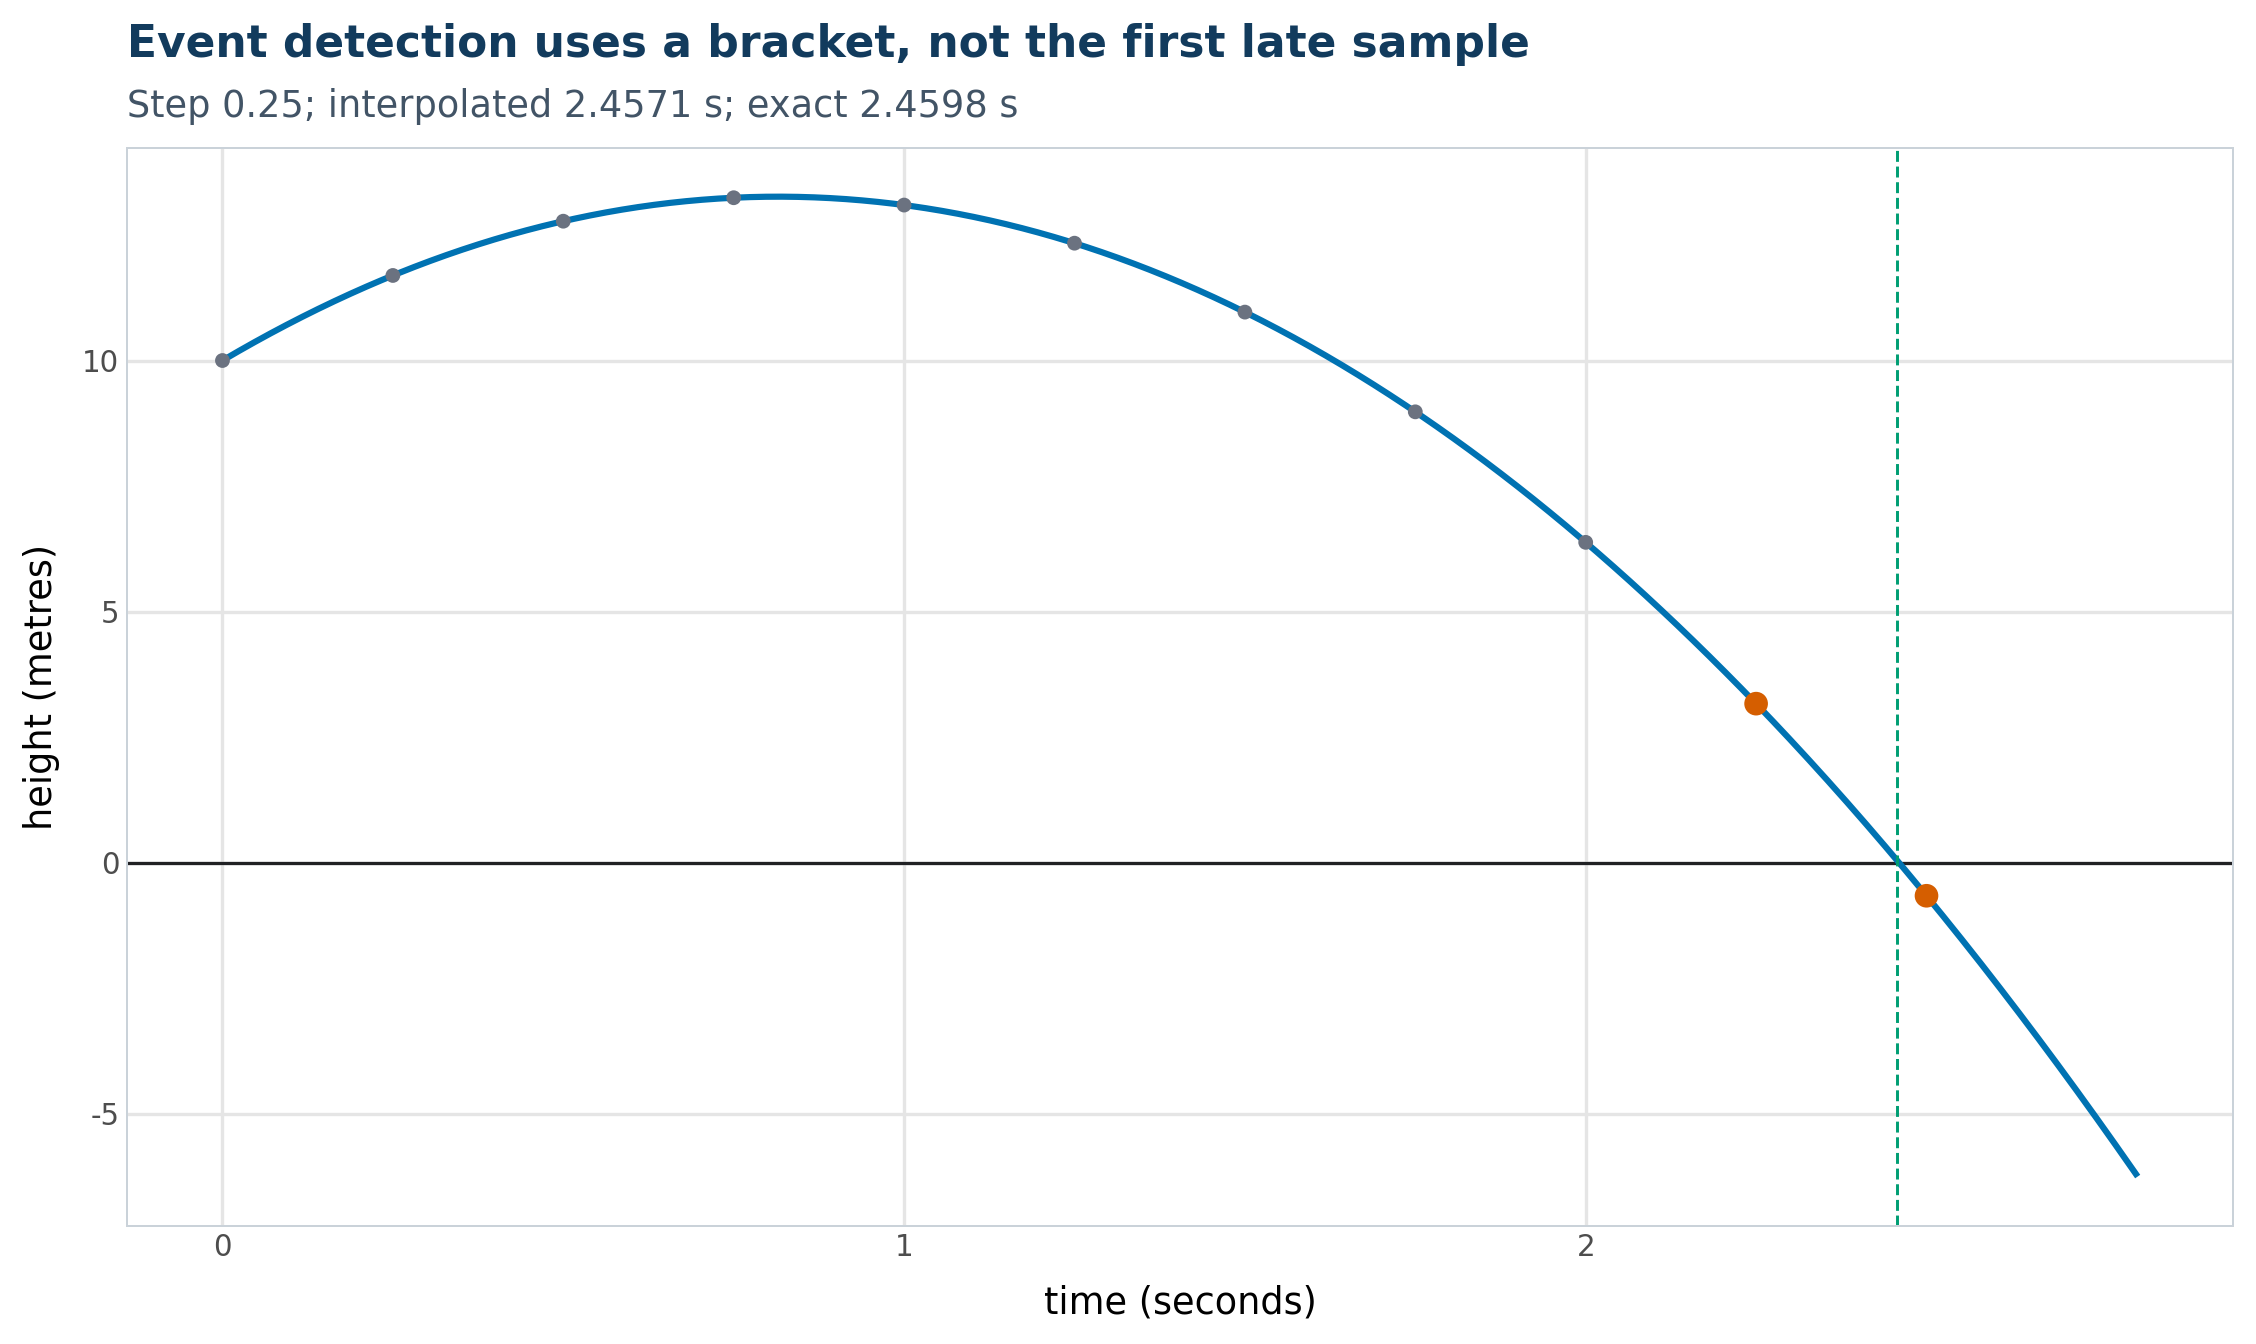 Event detection uses a bracket, not the first late sample
Step 0.25; interpolated 2.4571 s; exact 2.4598 s
10
5
0
-5
height (metres)
0
1
2
time (seconds)